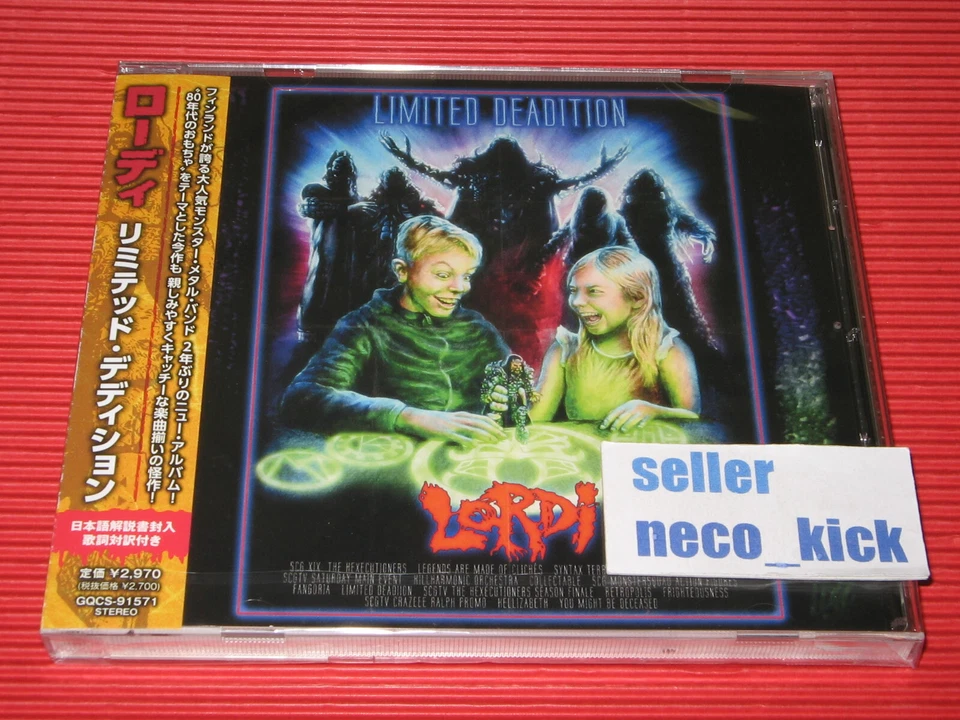 ローディ リミテッド・デディション
フィンランドが誇る大人気モンスター・メタル・バンド 2年ぶりのニュー・アルバム!
"80年代のおもちゃ"をテーマとした今作も 親しみやすくキャッチーな楽曲揃いの怪作!
日本語解説書封入
歌詞対訳付き
定価 ¥2,970
(税抜価格 ¥2,700)
GQCS-91571
STEREO
LIMITED DEADITION
LORDI
SCG XIX THE HEXECUTIONERS LEGENDS ARE MADE OF CLICHÉS SYNTAX
SCGTV SATURDAY MAIN EVENT KILLHARMONIC ORCHESTRA COLLECTABLE
FANGORIA LIMITED DEADITION SCGTV THE HEXECUTIONERS SEASON FINALE RETROPOLIS FRIGHTEOUSNESS
SCGTV CRAZEEE RALPH PROMO HELLIZABETH YOU MIGHT BE DECEASED
seller
neco_kick